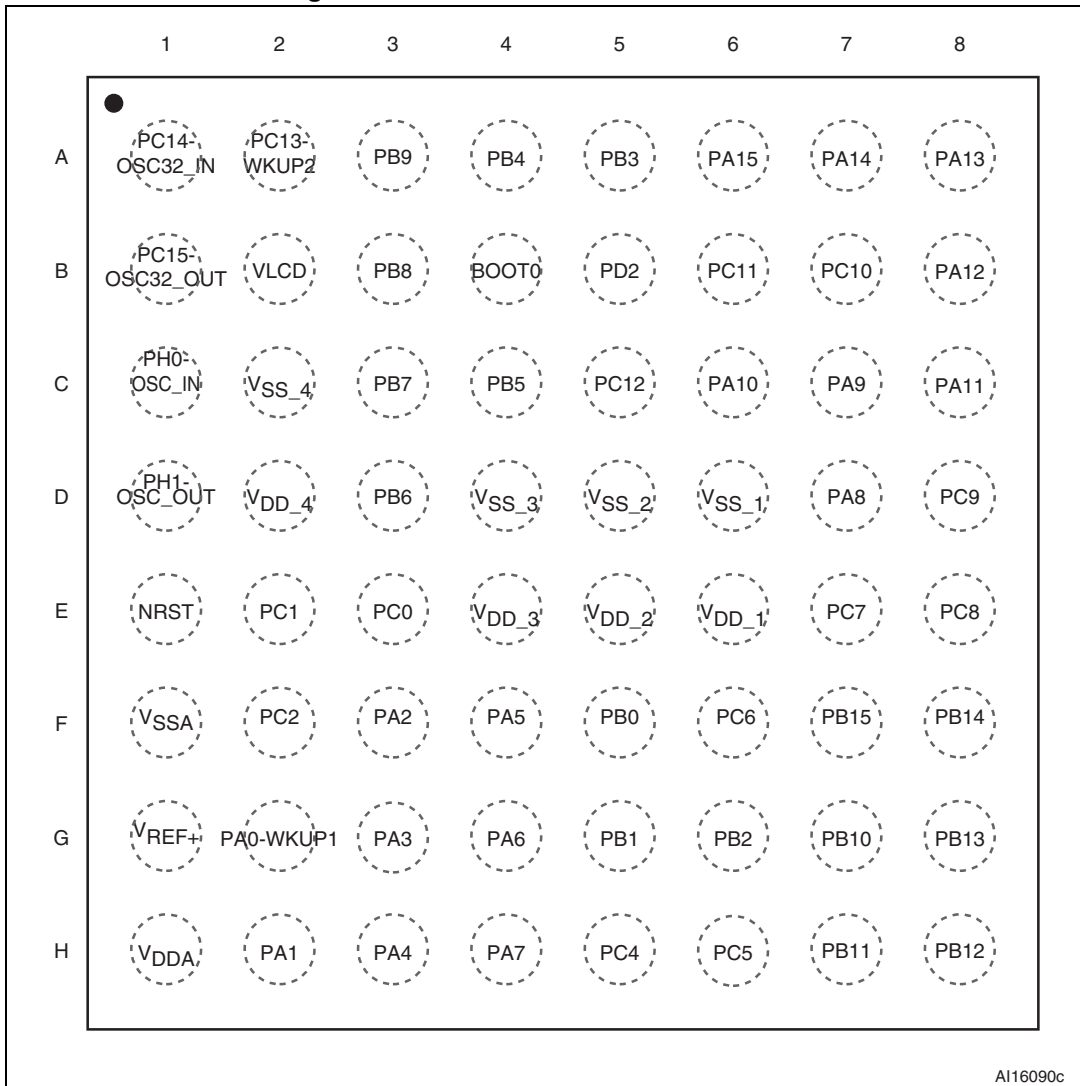 1 2 3 4 5 6 7 8
A PC14-OSC32_IN PC13-WKUP2 PB9 PB4 PB3 PA15 PA14 PA13
B PC15-OSC32_OUT VLCD PB8 BOOT0 PD2 PC11 PC10 PA12
C PH0-OSC_IN VSS_4 PB7 PB5 PC12 PA10 PA9 PA11
D PH1-OSC_OUT VDD_4 PB6 VSS_3 VSS_2 VSS_1 PA8 PC9
E NRST PC1 PC0 VDD_3 VDD_2 VDD_1 PC7 PC8
F VSSA PC2 PA2 PA5 PB0 PC6 PB15 PB14
G VREF+ PA0-WKUP1 PA3 PA6 PB1 PB2 PB10 PB13
H VDDA PA1 PA4 PA7 PC4 PC5 PB11 PB12
AI16090c